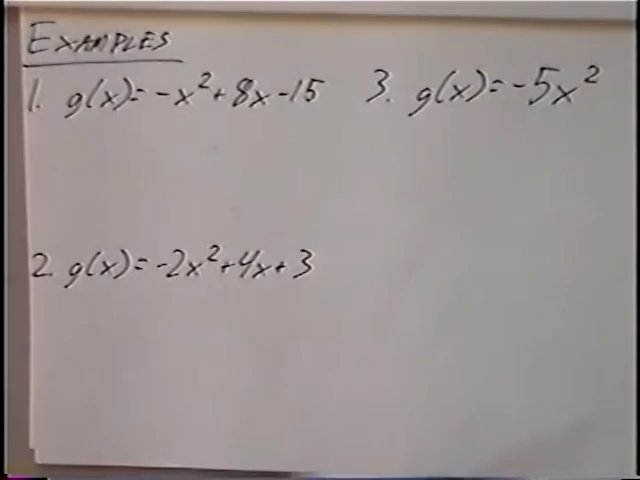 EXAMPLES
1. g(x)=-x²+8x-15
3. g(x)=-5x²
2. g(x)=-2x²+4x+3